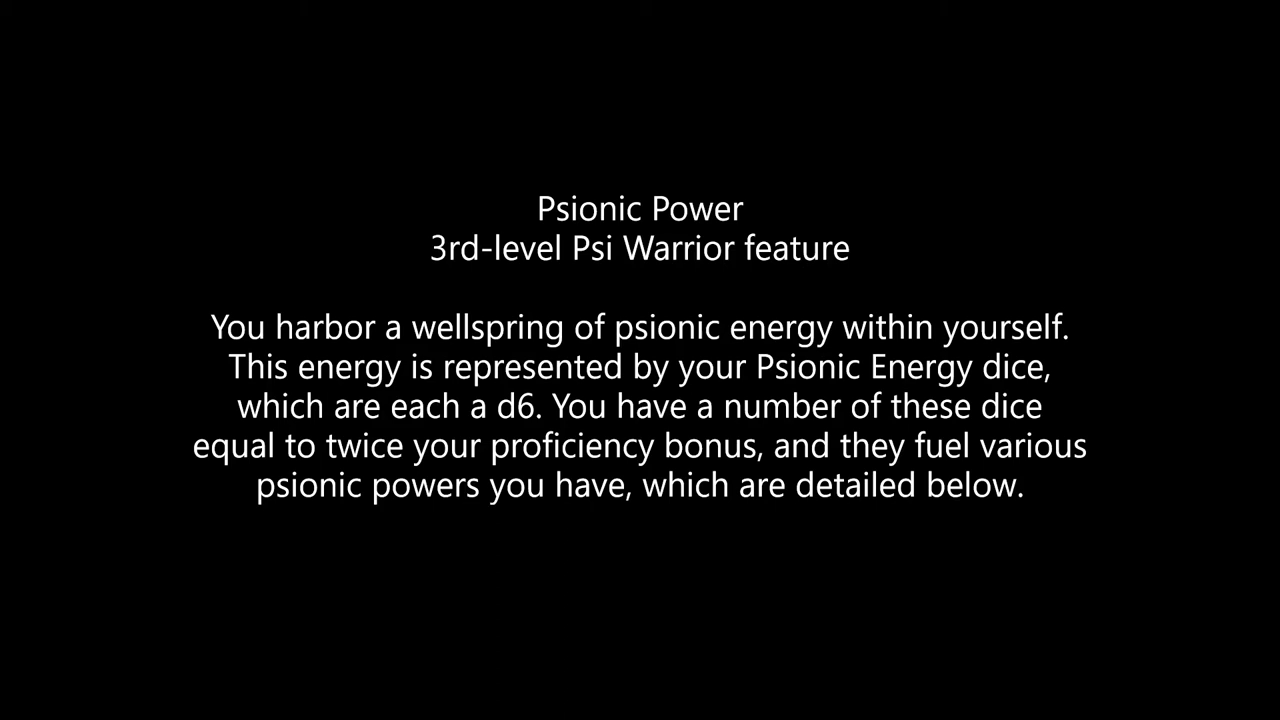 Psionic Power
3rd-level Psi Warrior feature
You harbor a wellspring of psionic energy within yourself.
This energy is represented by your Psionic Energy dice,
which are each a d6. You have a number of these dice
equal to twice your proficiency bonus, and they fuel various
psionic powers you have, which are detailed below.